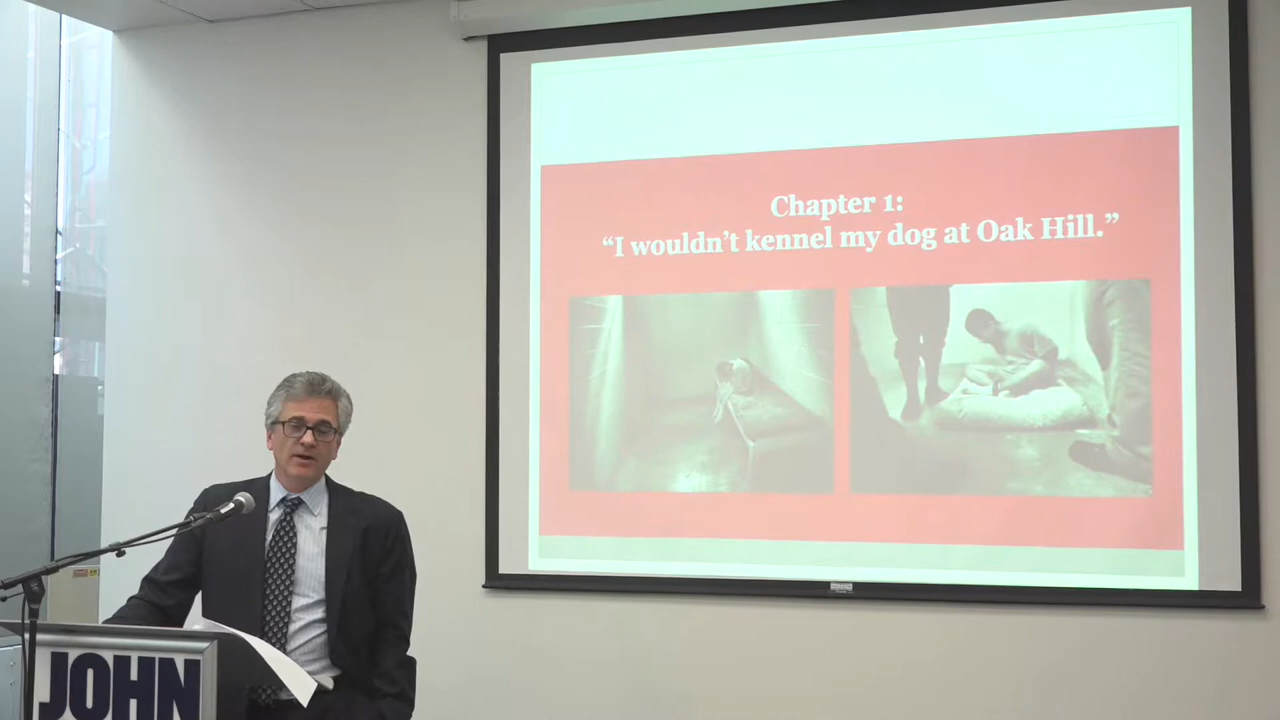 Chapter 1:
“I wouldn’t kennel my dog at Oak Hill.”
JOHN